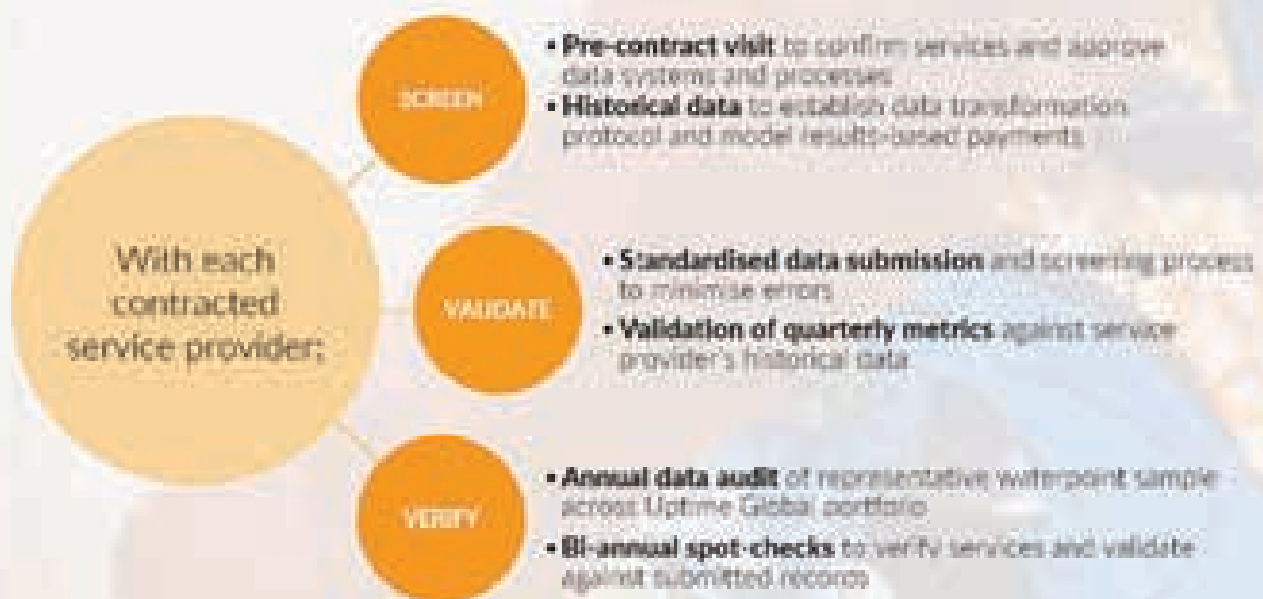 With each
contracted
service provider;
SCREEN
• Pre-contract visit to confirm services and approve
data systems and processes
• Historical data to establish data transformation
protocol and model results-based payments
VALIDATE
• Standardised data submission and screening process
to minimise errors
• Validation of quarterly metrics against service
provider's historical data
VERIFY
• Annual data audit of representative waterpoint sample
across Uptime Global portfolio
• Bi-annual spot-checks to verify services and validate
against submitted records